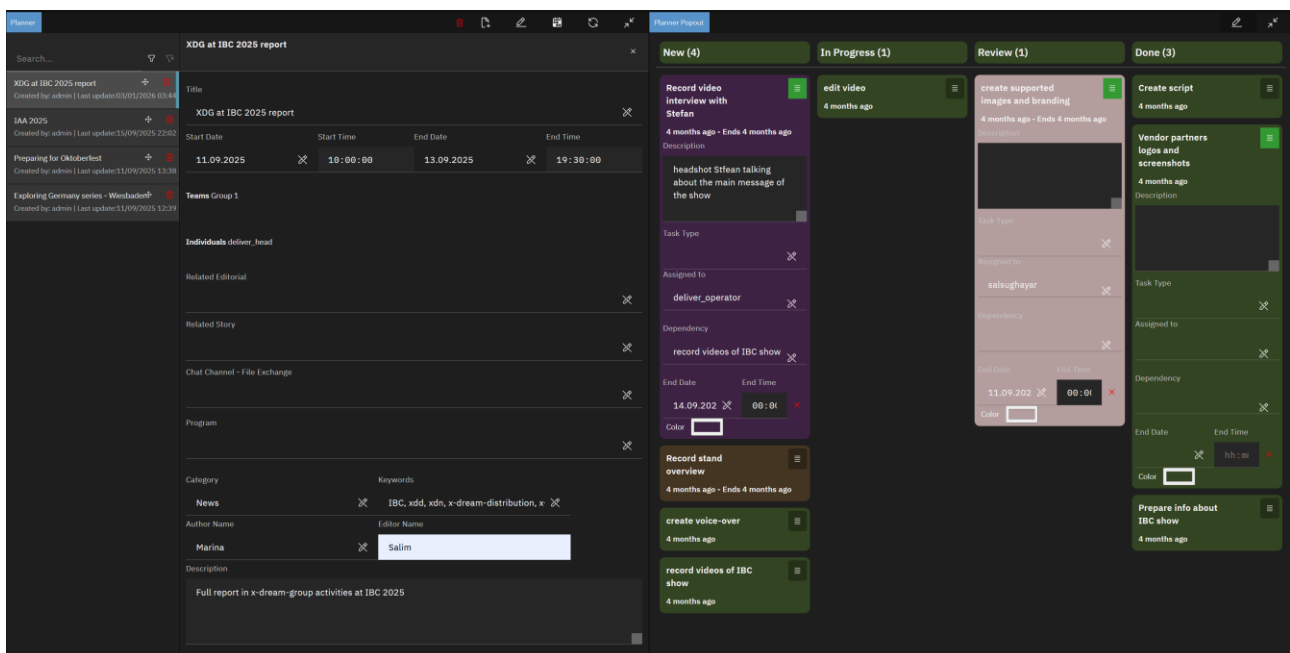 Planner
Search...
XDG at IBC 2025 report
Created by: admin | Last update:03/01/2026 03:44
IAA 2025
Created by: admin | Last update:15/09/2025 22:02
Preparing for Oktoberfest
Created by: admin | Last update:11/09/2025 13:38
Exploring Germany series - Wiesbaden
Created by: admin | Last update:11/09/2025 12:39
XDG at IBC 2025 report
Title
XDG at IBC 2025 report
Start Date Start Time End Date End Time
11.09.2025 10:00:00 13.09.2025 19:30:00
Teams Group 1
Individuals deliver_head
Related Editorial
Related Story
Chat Channel - File Exchange
Program
Category Keywords
News IBC, xdd, xdn, x-dream-distribution, x-
Author Name Editor Name
Marina Salim
Description
Full report in x-dream-group activities at IBC 2025
Planner Popout
New (4)
Record video
interview with
Stefan
4 months ago - Ends 4 months ago
Description
headshot Stfean talking
about the main message of
the show
Task Type
Assigned to
deliver_operator
Dependency
record videos of IBC show
End Date End Time
14.09.202 00:0(
Color
Record stand
overview
4 months ago - Ends 4 months ago
create voice-over
4 months ago
record videos of IBC
show
4 months ago
In Progress (1)
edit video
4 months ago
Review (1)
create supported
images and branding
4 months ago - Ends 4 months ago
Description
Task Type
Assigned to
salsughayar
Dependency
End Date End Time
11.09.202 00:0(
Color
Done (3)
Create script
4 months ago
Vendor partners
logos and
screenshots
4 months ago
Description
Task Type
Assigned to
Dependency
End Date End Time
hh:m
Color
Prepare info about
IBC show
4 months ago